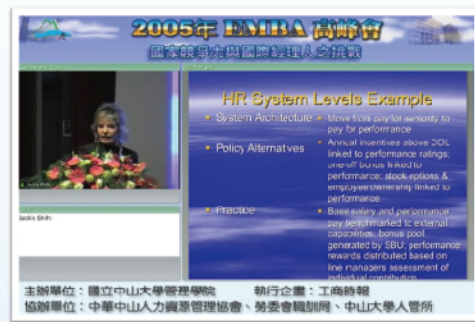 2005年 EMBA 高峰會
國家競爭力與國際經理人之挑戰
HR System Levels Example
System Architecture
Move from pay for seniority to
pay for performance
Policy Alternatives
Annual incentives above COL
linked to performance ratings;
one-off bonus linked to
performance; stock options &
employee ownership linked to
performance
Practice
Base salary and performance
pay benchmarked to external
capabilities; bonus pool
generated by SBU; performance
rewards distributed based on
line managers assessment of
individual contribution
Jackie Shih:
主辦單位：國立中山大學管理學院 執行企畫：工商時報
協辦單位：中華中山人力資源管理協會、勞委會職訓局、中山大學人管所